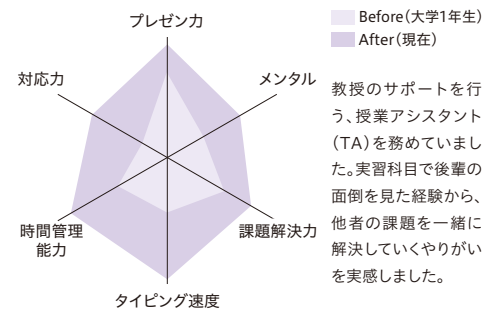 プレゼン力
メンタル
課題解決力
タイピング速度
時間管理
能力
対応力
Before（大学1年生）
After（現在）
教授のサポートを行
う、授業アシスタント
（TA）を務めていまし
た。実習科目で後輩の
面倒を見た経験から、
他者の課題を一緒に
解決していくやりがい
を実感しました。